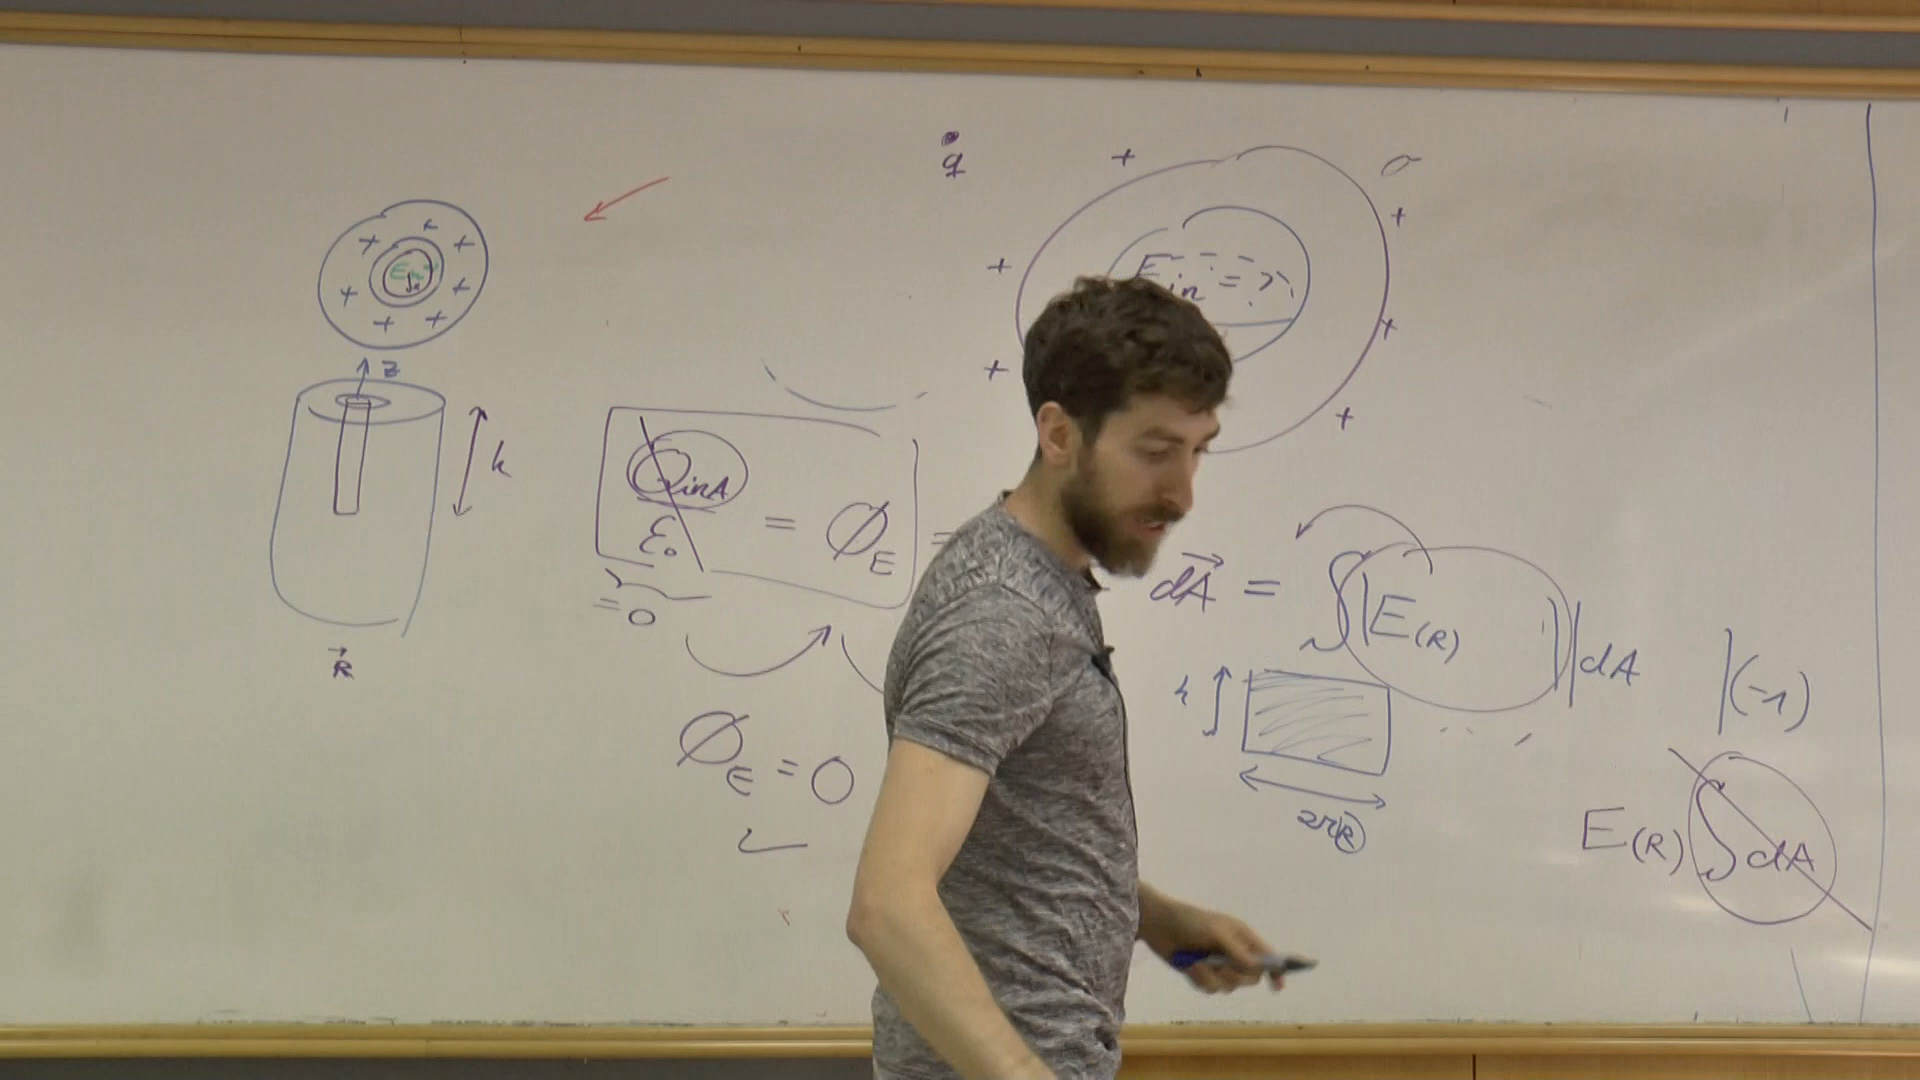 q
σ
E_in = ?
z
h
R⃗
Q_inA / ε₀ = Φ_E =
= 0
dA⃗ = ∫|E(R)| |dA| |(-1)
Φ_E = 0
h
2πR
E(R) ∫dA